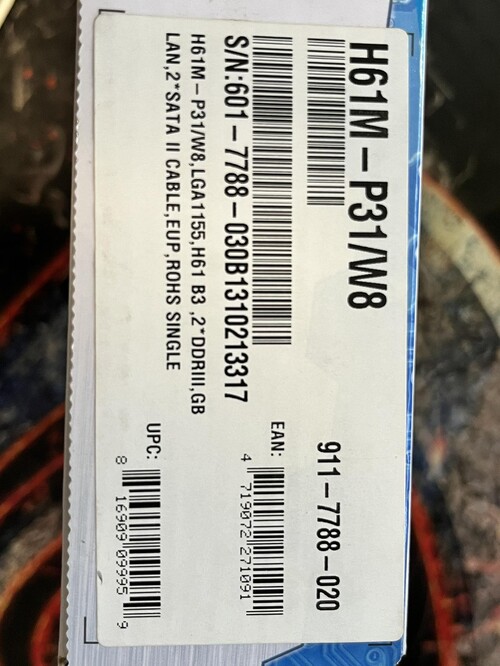 H61M-P31/W8
911-7788-020
S/N:601-7788-030B1310213317
H61M-P31/W8,LGA1155,H61 B3 ,2*DDRIII,GB
LAN,2*SATA II CABLE,EUP,ROHS SINGLE
EAN:
4 719072 271091
UPC:
8 16909 09995 9